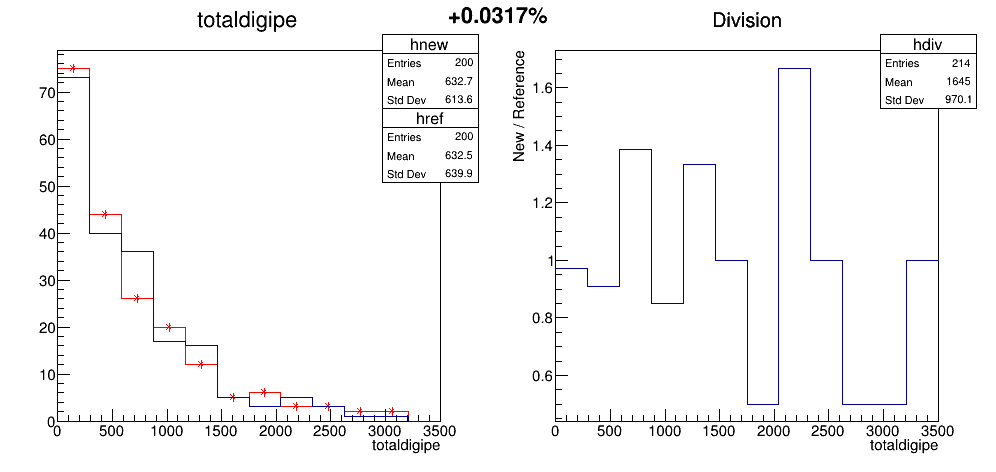 +0.0317%
totaldigipe
hnew
Entries 200
Mean 632.7
Std Dev 613.6
href
Entries 200
Mean 632.5
Std Dev 639.9
70
60
50
40
30
20
10
0
0 500 1000 1500 2000 2500 3000 3500
totaldigipe
Division
hdiv
Entries 214
Mean 1645
Std Dev 970.1
New / Reference
1.6
1.4
1.2
1
0.8
0.6
0 500 1000 1500 2000 2500 3000 3500
totaldigipe